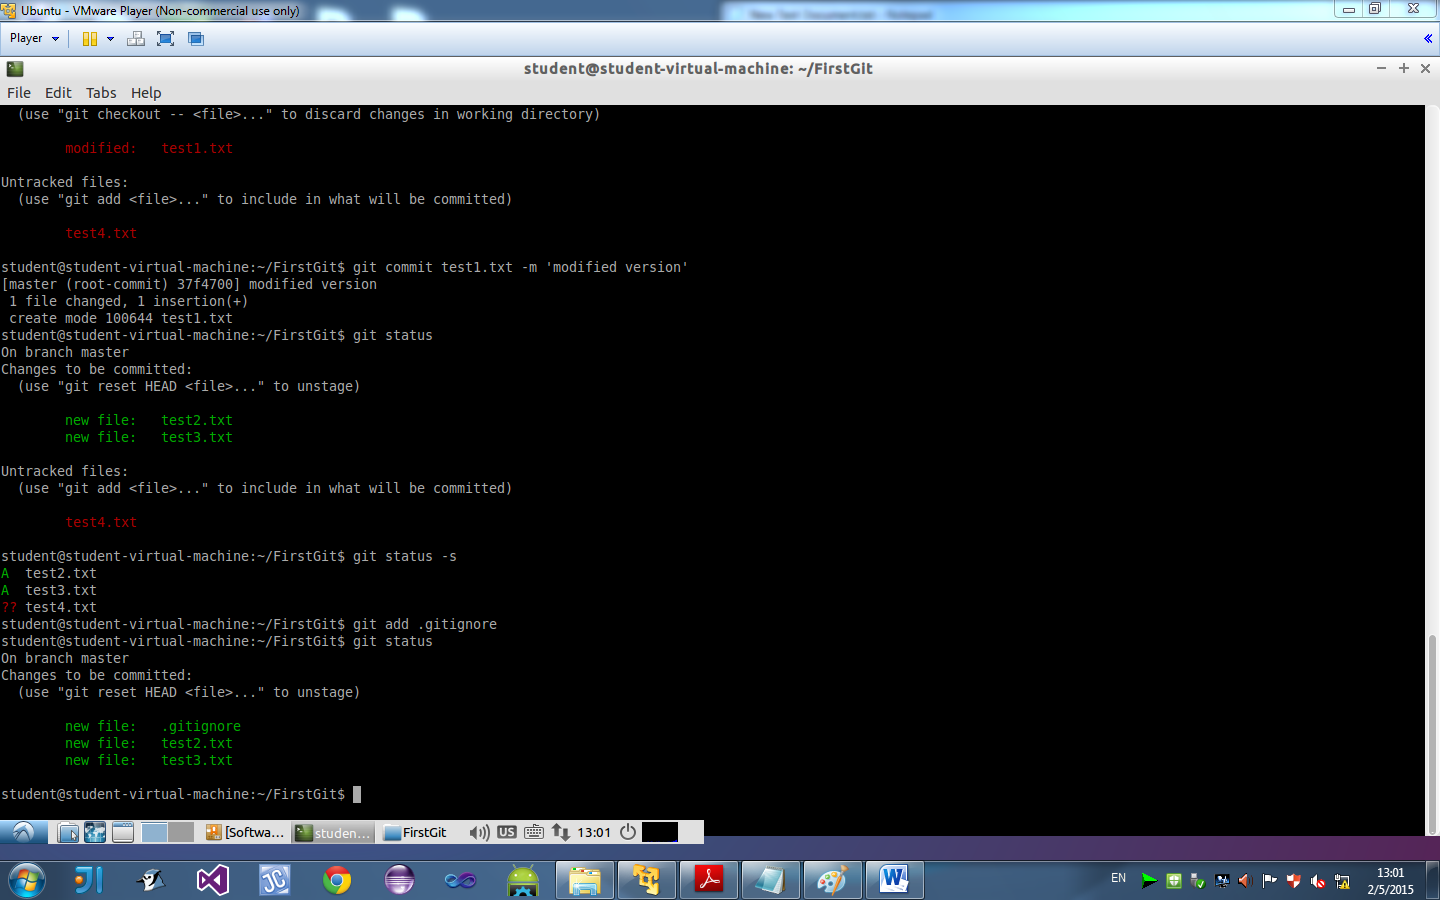 Ubuntu - VMware Player (Non-commercial use only)
Player
student@student-virtual-machine: ~/FirstGit
File Edit Tabs Help
(use "git checkout -- <file>..." to discard changes in working directory)
modified: test1.txt
Untracked files:
(use "git add <file>..." to include in what will be committed)
test4.txt
student@student-virtual-machine:~/FirstGit$ git commit test1.txt -m 'modified version'
[master (root-commit) 37f4700] modified version
1 file changed, 1 insertion(+)
create mode 100644 test1.txt
student@student-virtual-machine:~/FirstGit$ git status
On branch master
Changes to be committed:
(use "git reset HEAD <file>..." to unstage)
new file: test2.txt
new file: test3.txt
Untracked files:
(use "git add <file>..." to include in what will be committed)
test4.txt
student@student-virtual-machine:~/FirstGit$ git status -s
A test2.txt
A test3.txt
?? test4.txt
student@student-virtual-machine:~/FirstGit$ git add .gitignore
student@student-virtual-machine:~/FirstGit$ git status
On branch master
Changes to be committed:
(use "git reset HEAD <file>..." to unstage)
new file: .gitignore
new file: test2.txt
new file: test3.txt
student@student-virtual-machine:~/FirstGit$
[Softwa... studen... FirstGit US 13:01
EN 13:01
2/5/2015